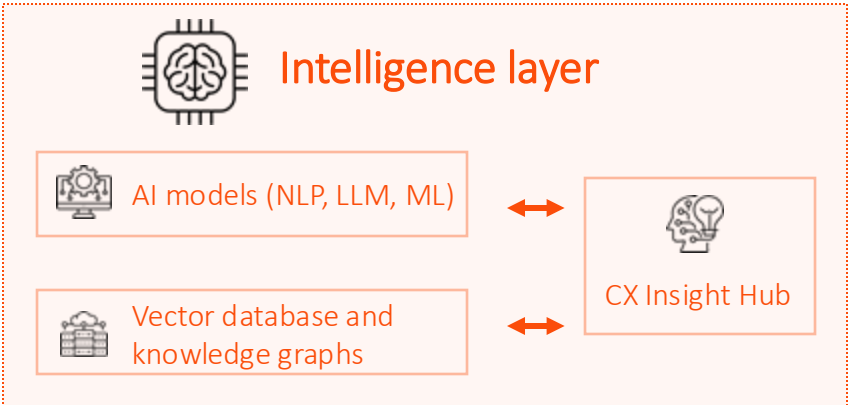 Intelligence layer
AI models (NLP, LLM, ML)
Vector database and
knowledge graphs
CX Insight Hub